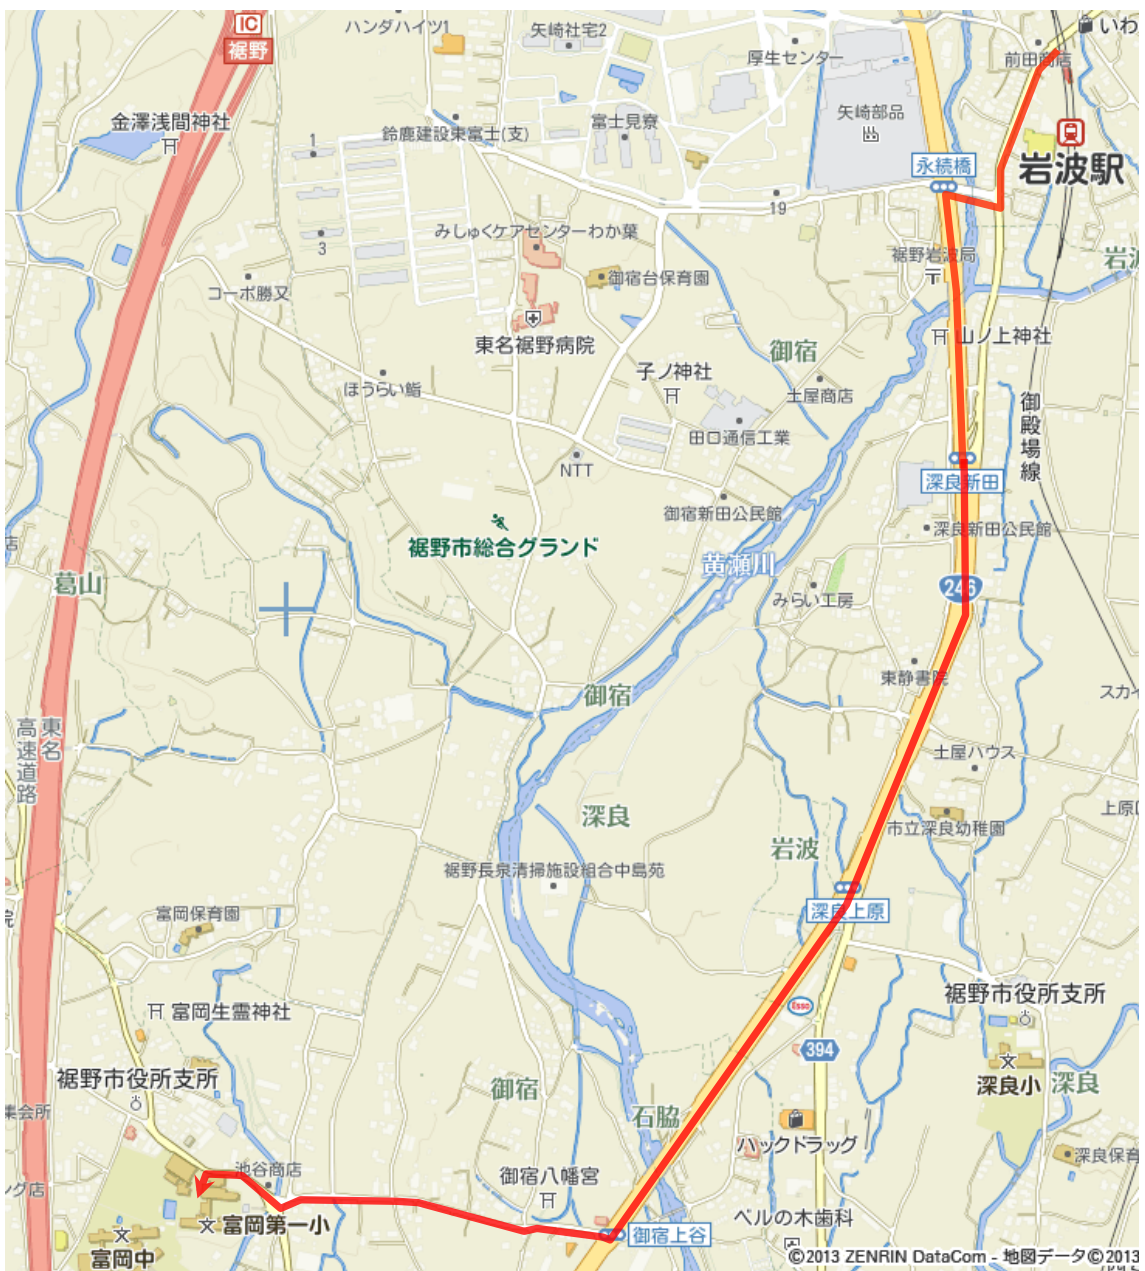 IC
裾野
ハンダハイツ1
矢崎社宅2
厚生センター
前田商店
いわ
金澤浅間神社
鈴鹿建設東富士(支)
富士見寮
矢崎部品
永続橋
岩波駅
1
3
19
みしゅくケアセンターわか葉
御宿台保育園
裾野岩波局
岩波
コーポ勝又
東名裾野病院
御宿
山ノ上神社
ほうらい鮨
子ノ神社
土屋商店
田口通信工業
御殿場線
NTT
深良新田
御宿新田公民館
深良新田公民館
店
裾野市総合グランド
黄瀬川
葛山
みらい工房
246
東静書院
御宿
スカイ
東名
高速道路
土屋ハウス
深良
岩波
市立深良幼稚園
上原
裾野長泉清掃施設組合中島苑
富岡保育園
院
深良上原
富岡生霊神社
裾野市役所支所
Esso
394
裾野市役所支所
深良小
深良
御宿
石脇
集会所
ハックドラッグ
池谷商店
御宿八幡宮
深良保育
ング店
富岡第一小
富岡中
御宿上谷
ベルの木歯科
©2013 ZENRIN DataCom - 地図データ©2013